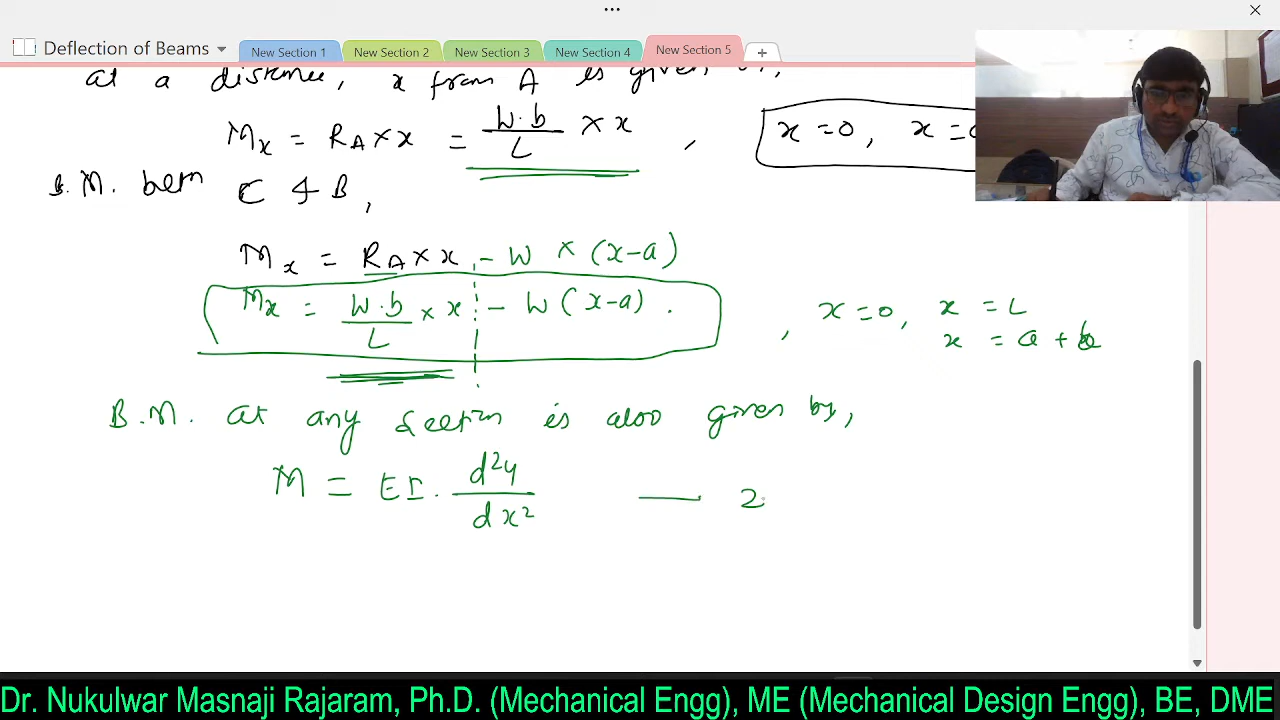 Deflection of Beams New Section 1 New Section 2 New Section 3 New Section 4 New Section 5 +
at a distance, x from A is given by,
Mx = RA × x = W·b/L × x , x = 0, x =
B.M. betn C & B,
Mx = RA × x - W × (x-a)
Mx = W·b/L × x - W (x-a) . , x = 0, x = L
x = a + b
B.M. at any section is also given by,
M = EI. d²y/dx² — 2
Dr. Nukulwar Masnaji Rajaram, Ph.D. (Mechanical Engg), ME (Mechanical Design Engg), BE, DME